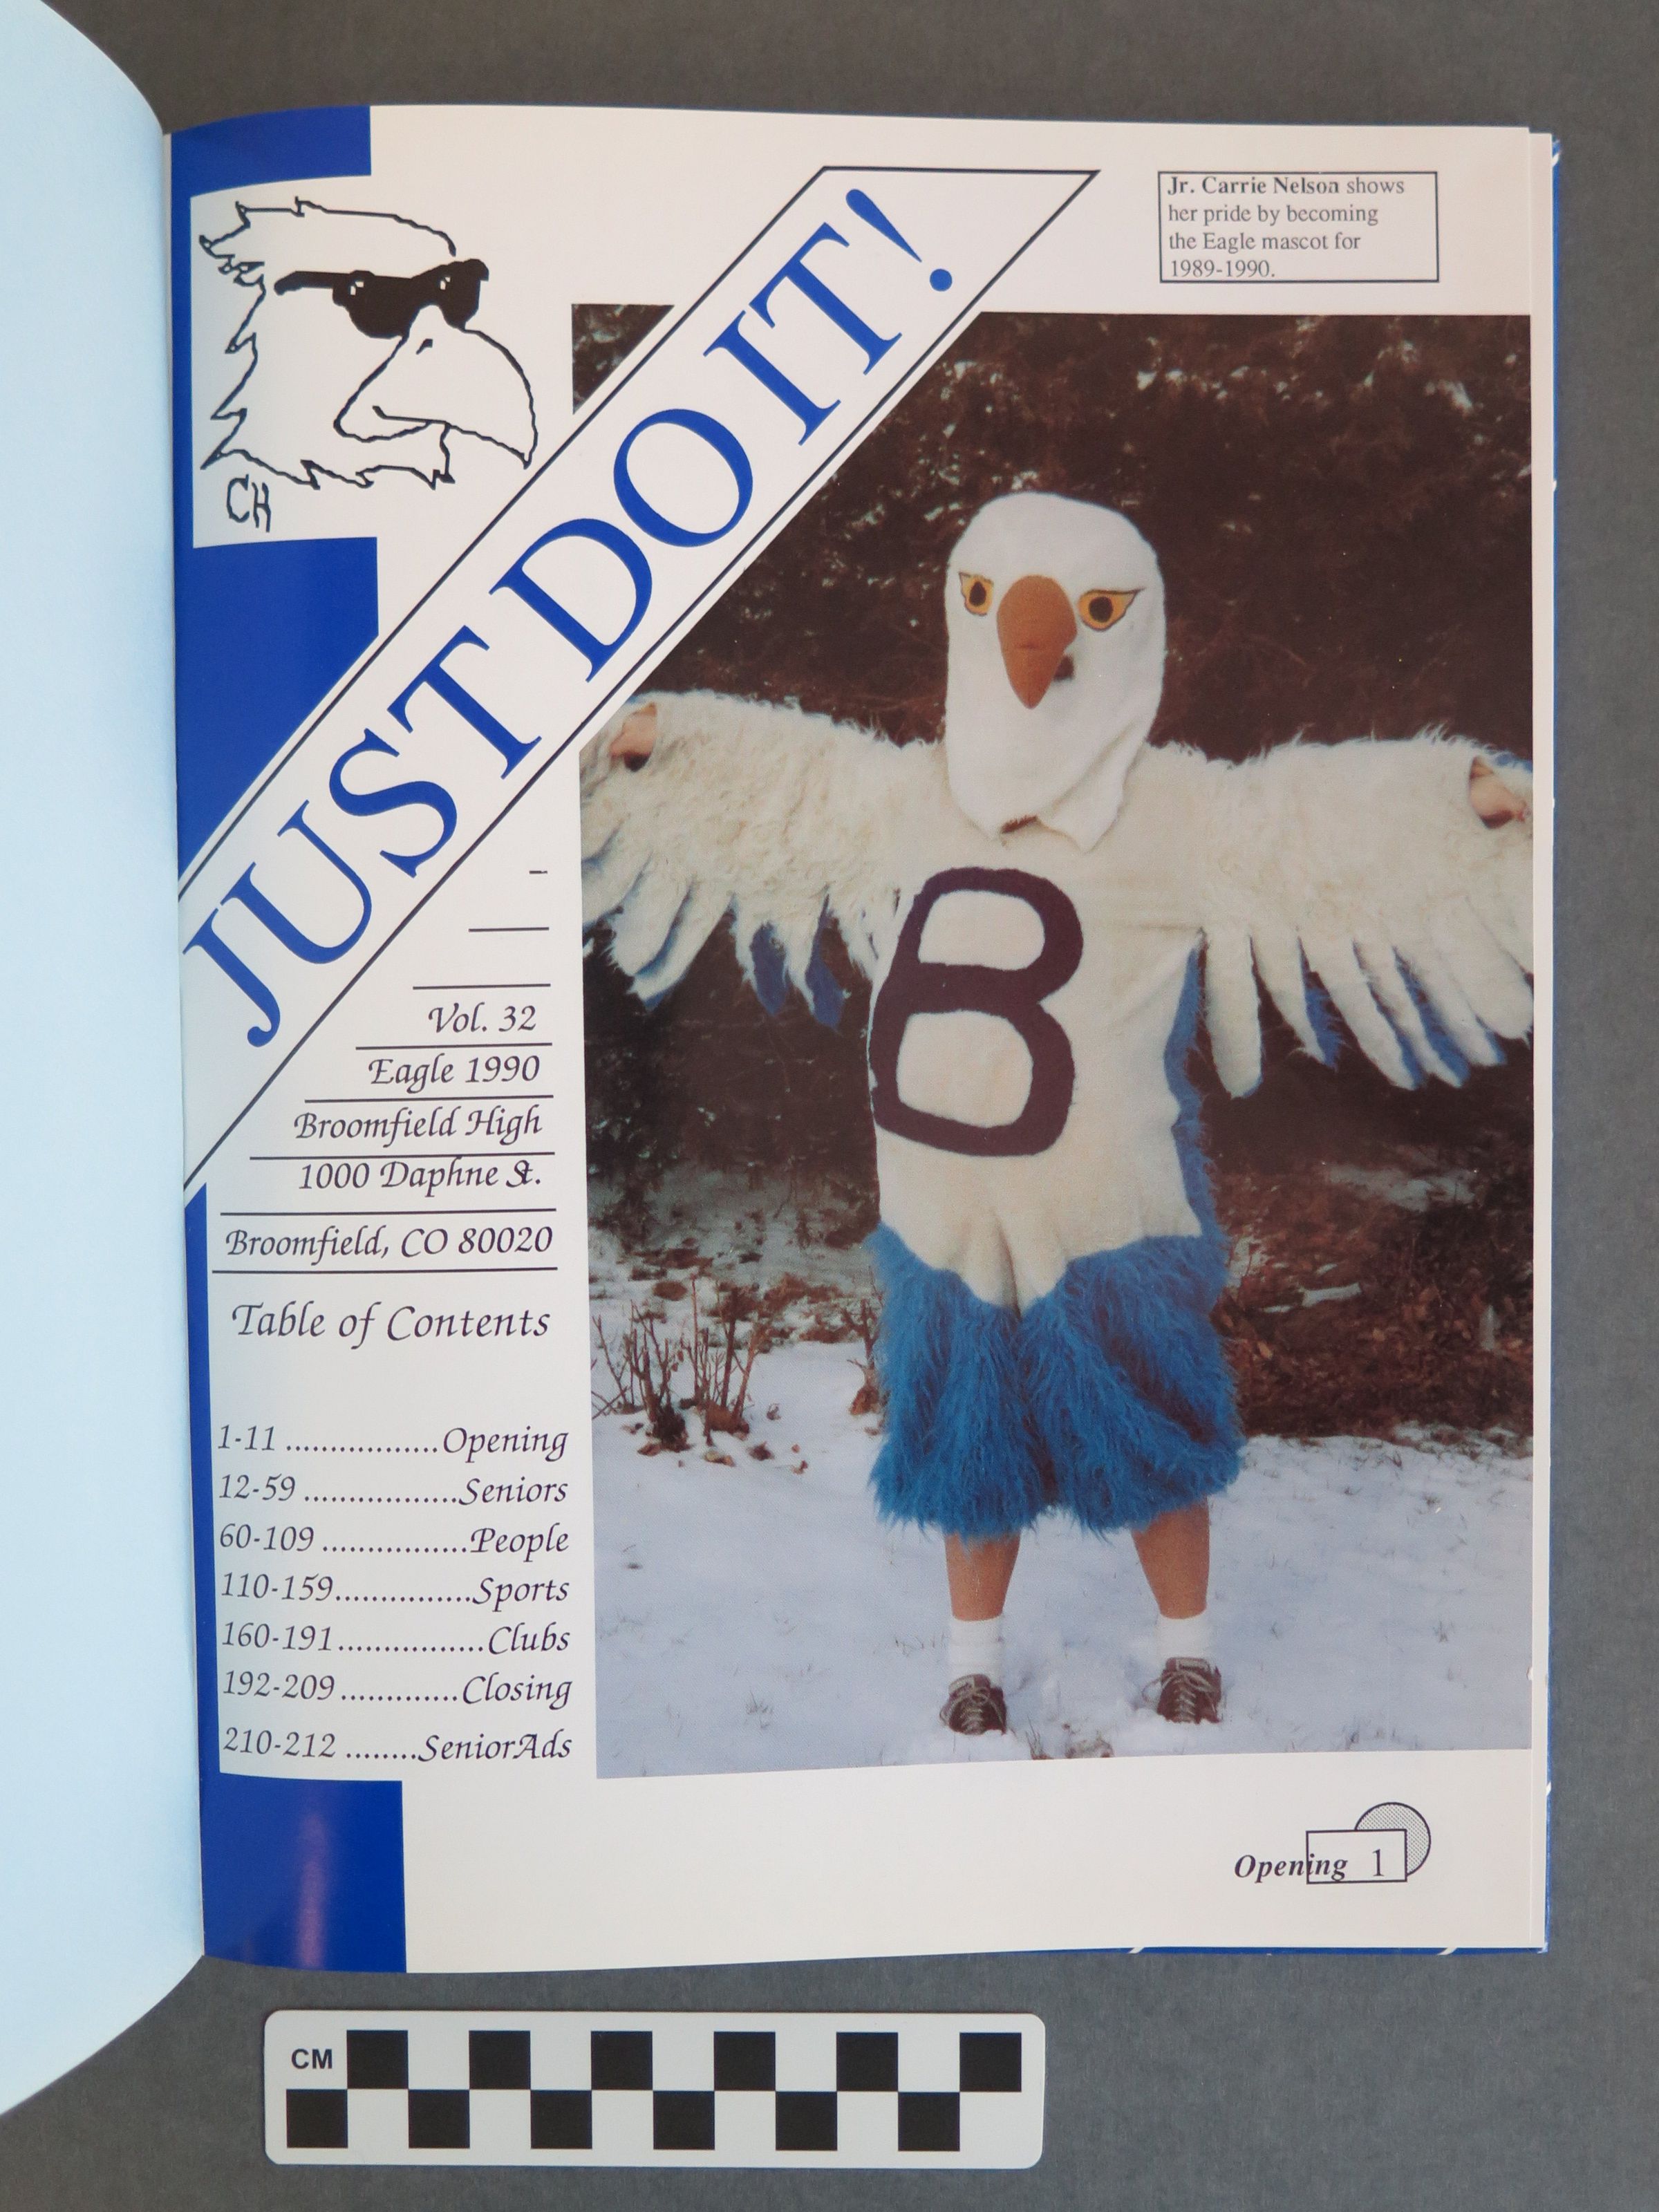 CH
JUST DO IT!
Jr. Carrie Nelson shows
her pride by becoming
the Eagle mascot for
1989-1990.
B
Vol. 32
Eagle 1990
Broomfield High
1000 Daphne St.
Broomfield, CO 80020
Table of Contents
1-11 .................Opening
12-59 .................Seniors
60-109 ................People
110-159...............Sports
160-191................Clubs
192-209.............Closing
210-212 ........SeniorAds
Opening 1
CM